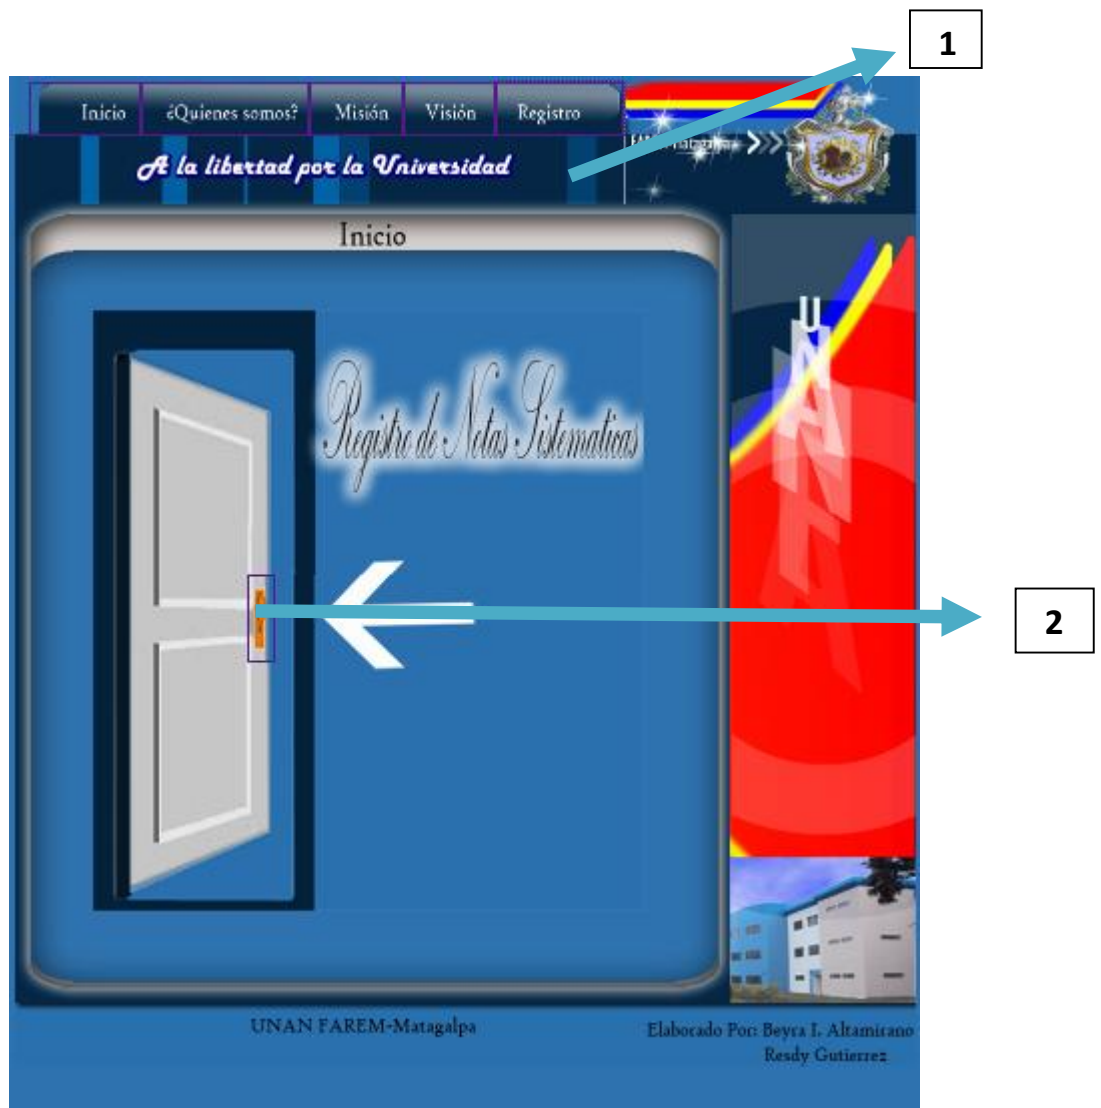 1
Inicio ¿Quienes somos? Misión Visión Registro
A la libertad por la Universidad
Inicio
U
N
A
N
Registro de Notas Sistematicas
2
UNAN FAREM-Matagalpa
Elaborado Por: Beyra I. Altamirano
Resdy Gutierrez